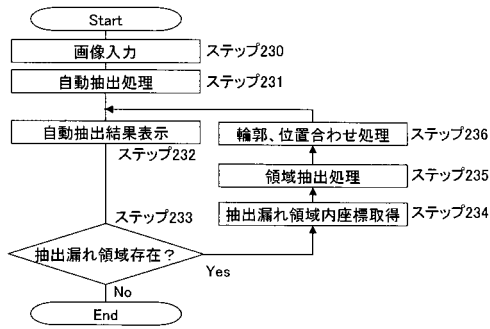 Start
画像入力 ステップ230
自動抽出処理 ステップ231
自動抽出結果表示
ステップ232
輪郭、位置合わせ処理 ステップ236
領域抽出処理 ステップ235
抽出漏れ領域内座標取得 ステップ234
ステップ233
抽出漏れ領域存在?
Yes
No
End